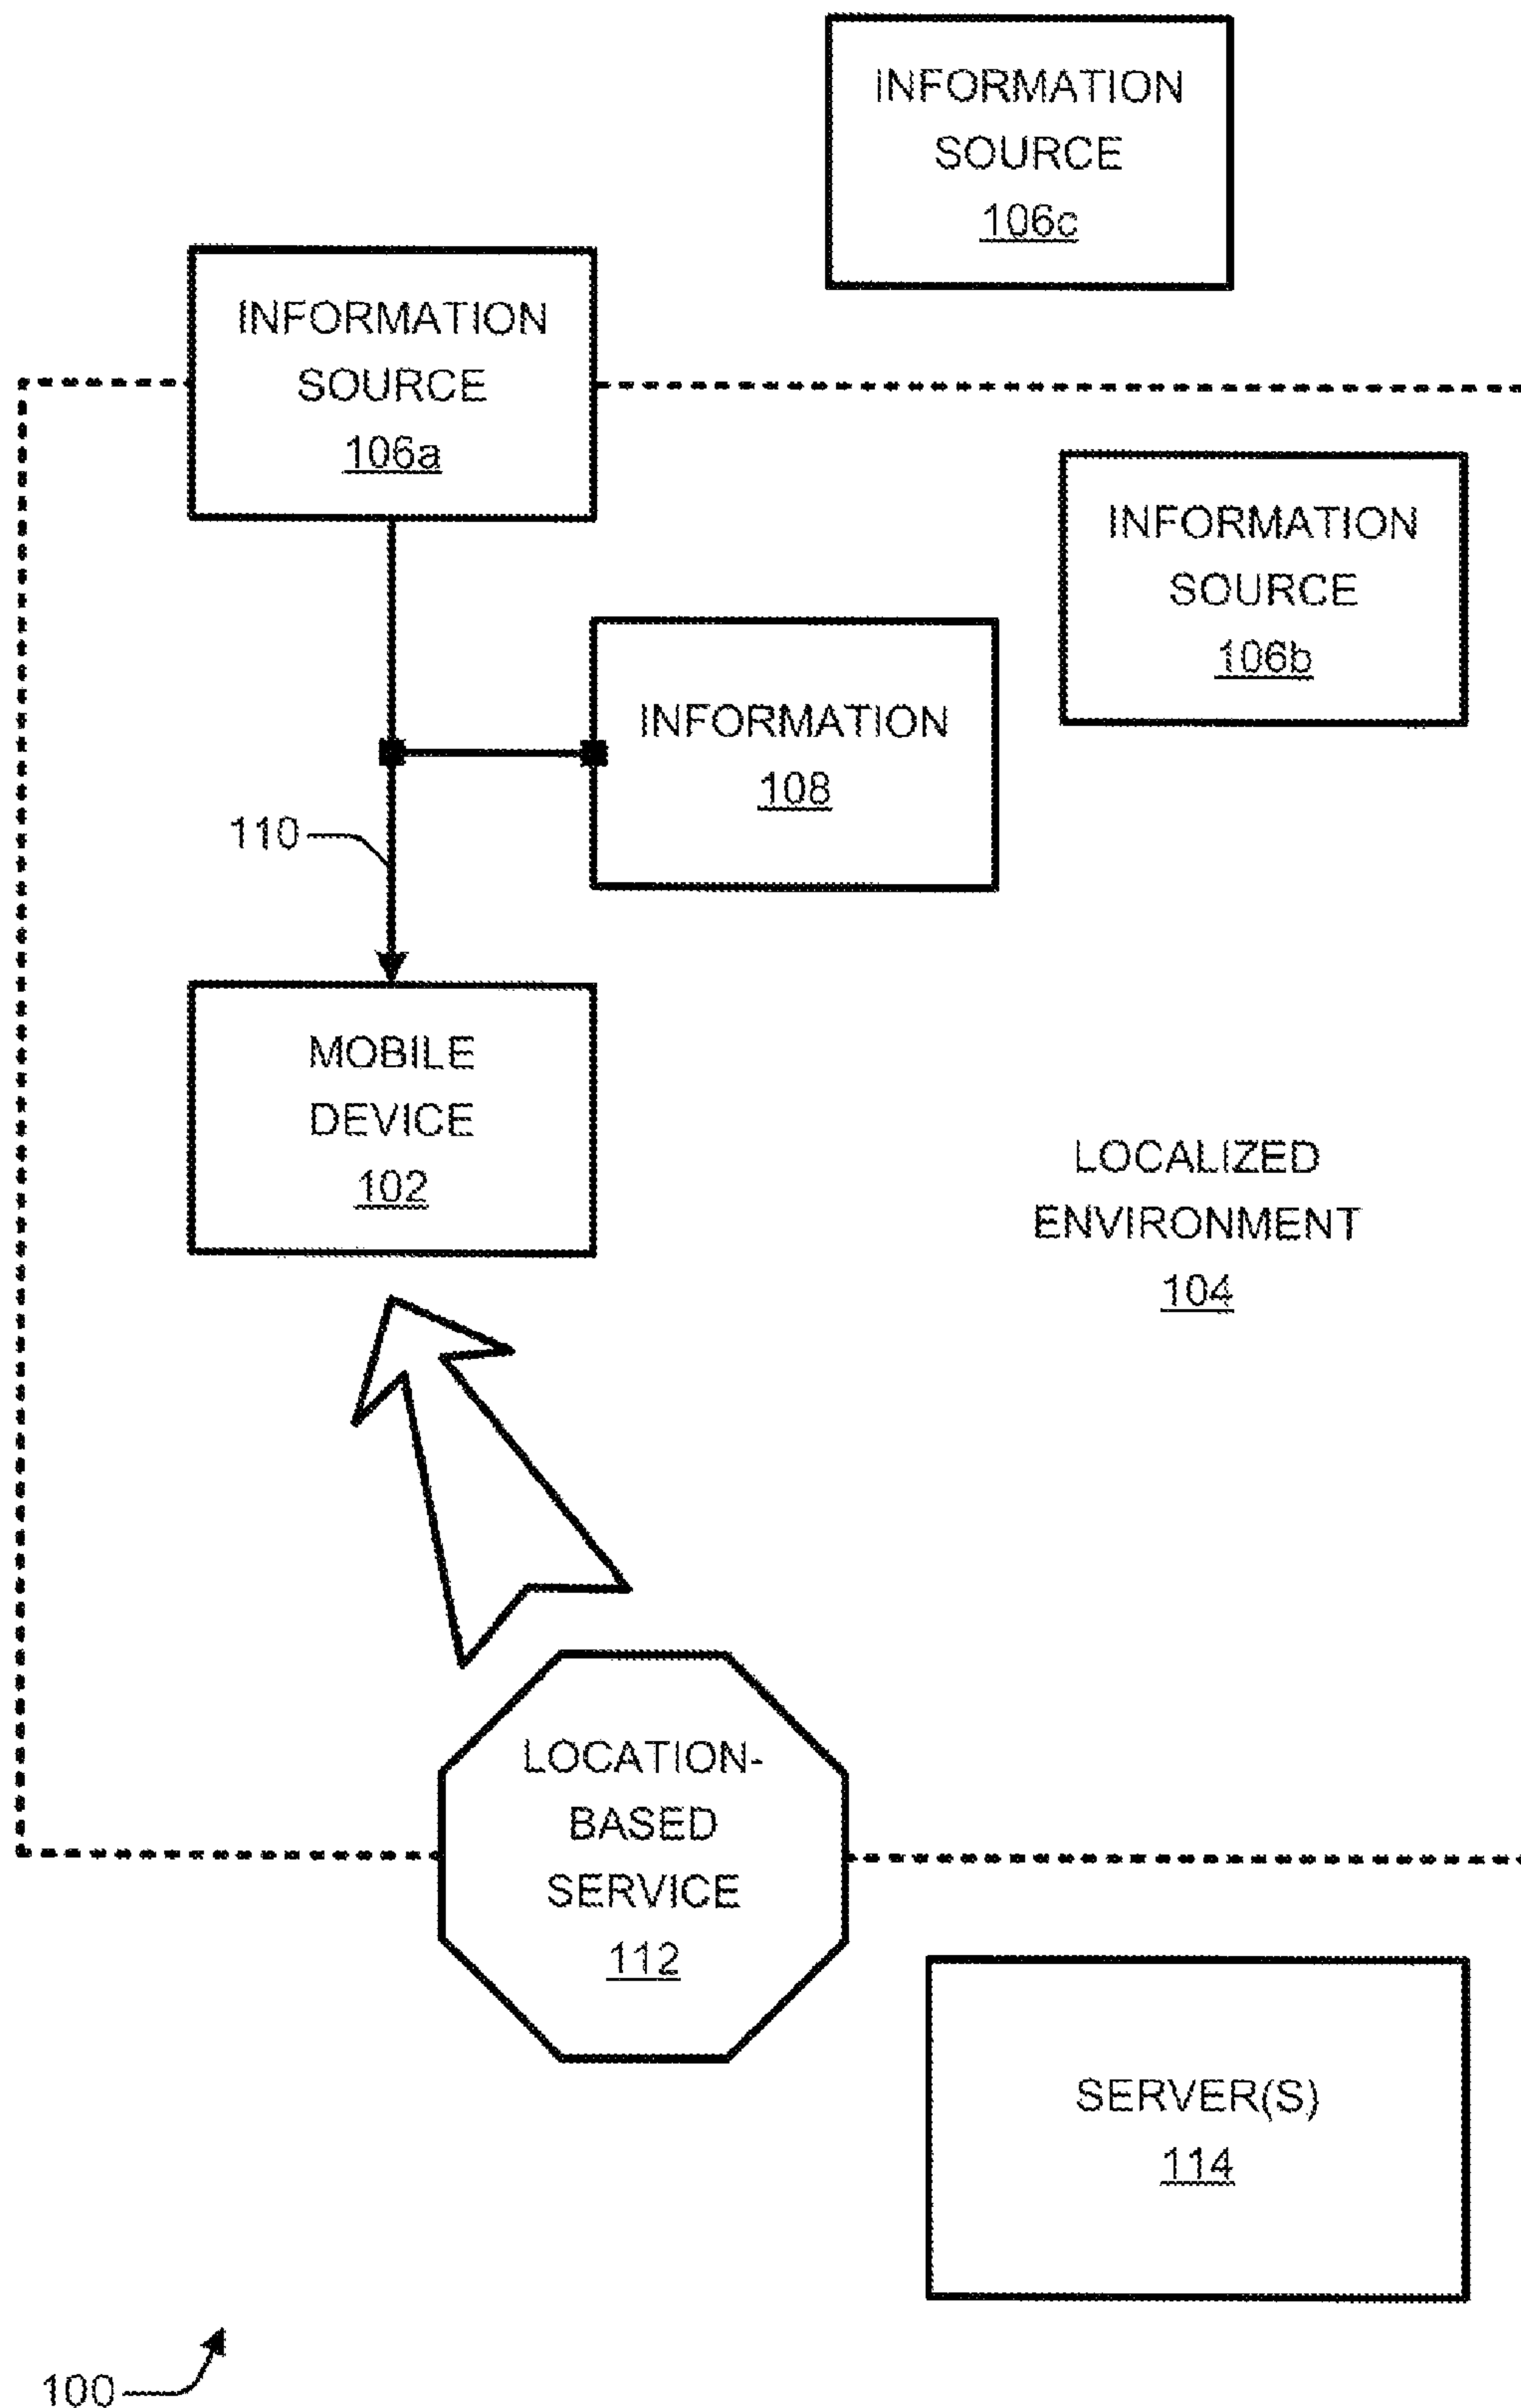 INFORMATION
SOURCE
106c
INFORMATION
SOURCE
106a
INFORMATION
SOURCE
106b
INFORMATION
108
110
MOBILE
DEVICE
102
LOCALIZED
ENVIRONMENT
104
LOCATION-
BASED
SERVICE
112
SERVER(S)
114
100